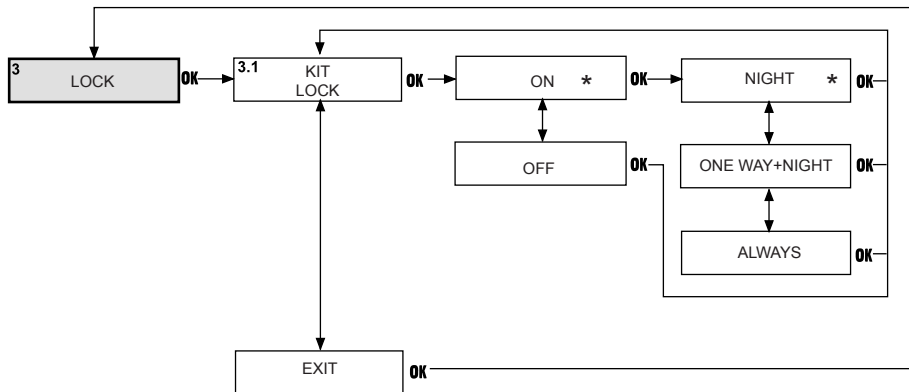 3
LOCK
OK
3.1
KIT
LOCK
OK
ON *
OK
NIGHT *
OK
OFF
OK
ONE WAY+NIGHT
OK
ALWAYS
OK
EXIT
OK